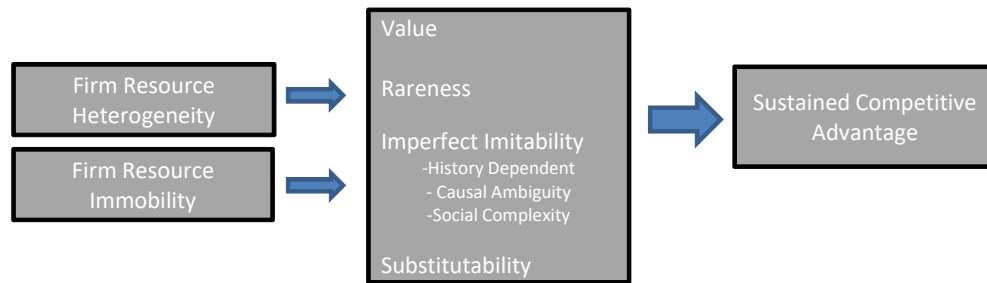 Firm Resource
Heterogeneity
Firm Resource
Immobility
Value
Rareness
Imperfect Imitability
-History Dependent
- Causal Ambiguity
-Social Complexity
Substitutability
Sustained Competitive
Advantage